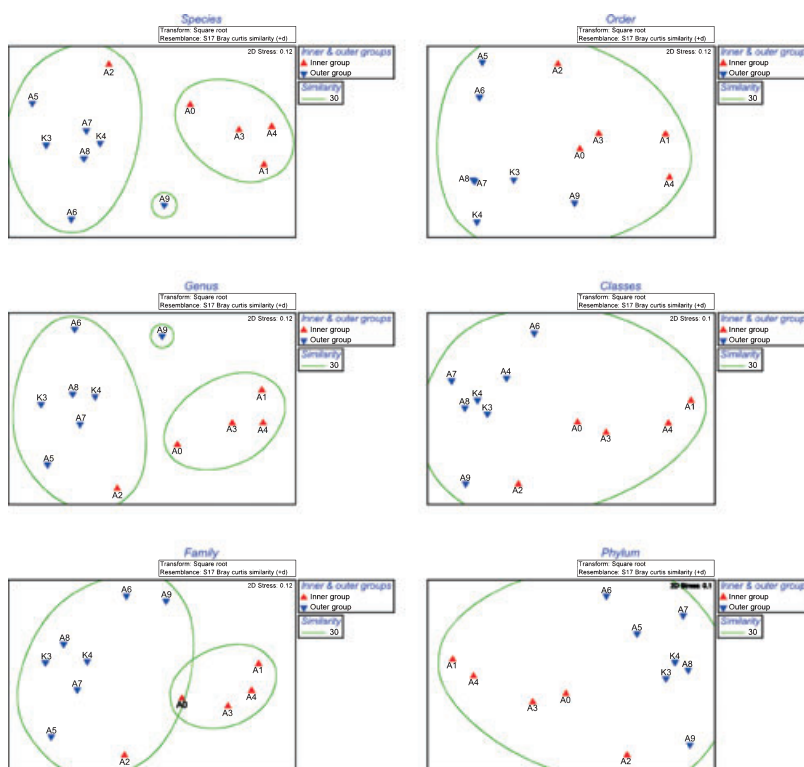 Species
Transform: Square root
Resemblance: S17 Bray curtis similarity (+d)
2D Stress: 0.12
Inner & outer groups
Inner group
Outer group
Similarity
30
A2
A5
A0
A7
A3
A4
K3
K4
A8
A1
A9
A6
Order
Transform: Square root
Resemblance: S17 Bray curtis similarity (+d)
2D Stress: 0.12
Inner & outer groups
Inner group
Outer group
Similarity
30
A5
A2
A6
A3
A1
A0
A8
A7
K3
A4
A9
K4
Genus
Transform: Square root
Resemblance: S17 Bray curtis similarity (+d)
2D Stress: 0.12
Inner & outer groups
Inner group
Outer group
Similarity
30
A6
A9
A8
K4
K3
A1
A7
A3
A4
A0
A5
A2
Classes
Transform: Square root
Resemblance: S17 Bray curtis similarity (+d)
2D Stress: 0.1
Inner & outer groups
Inner group
Outer group
Similarity
30
A6
A7
A4
K4
A8
K3
A1
A0
A3
A4
A9
A2
Family
Transform: Square root
Resemblance: S17 Bray curtis similarity (+d)
2D Stress: 0.12
Inner & outer groups
Inner group
Outer group
Similarity
30
A6
A9
A8
K3
K4
A1
A7
A4
A0
A3
A5
A2
Phylum
Transform: Square root
Resemblance: S17 Bray curtis similarity (+d)
2D Stress: 0.1
Inner & outer groups
Inner group
Outer group
Similarity
30
A6
A7
A5
A1
K4
A8
A4
K3
A0
A3
A9
A2